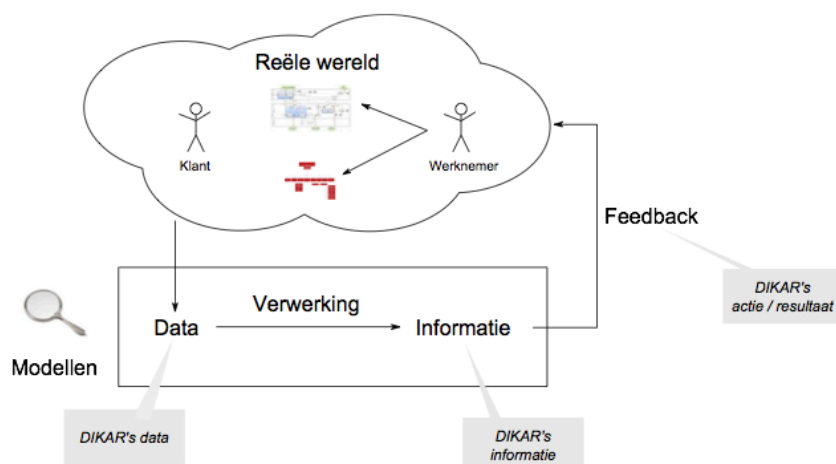 Reële wereld
Klant
Werknemer
Feedback
DIKAR's
actie / resultaat
Verwerking
Data
Informatie
Modellen
DIKAR's data
DIKAR's
informatie